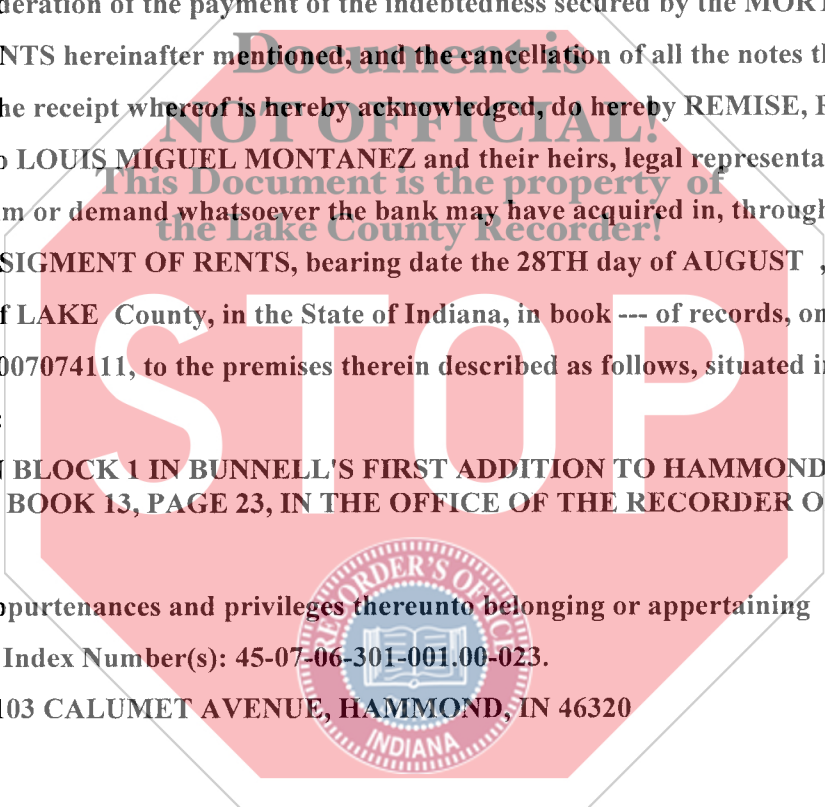 deration of the payment of the indebtedness secured by the MORT
Document is
NTS hereinafter mentioned, and the cancellation of all the notes th
he receipt whereof is hereby acknowledged, do hereby REMISE, R
NOT OFFICIAL!
o LOUIS MIGUEL MONTANEZ and their heirs, legal representa
This Document is the property of
m or demand whatsoever the bank may have acquired in, through
the Lake County Recorder!
SIGMENT OF RENTS, bearing date the 28TH day of AUGUST ,
f LAKE County, in the State of Indiana, in book --- of records, on
007074111, to the premises therein described as follows, situated in
:
STOP
BLOCK 1 IN BUNNELL'S FIRST ADDITION TO HAMMOND
BOOK 13, PAGE 23, IN THE OFFICE OF THE RECORDER O
RECORDER'S OFFICE
ppurtenances and privileges thereunto belonging or appertaining
Index Number(s): 45-07-06-301-001.00-023.
103 CALUMET AVENUE, HAMMOND, IN 46320
INDIANA